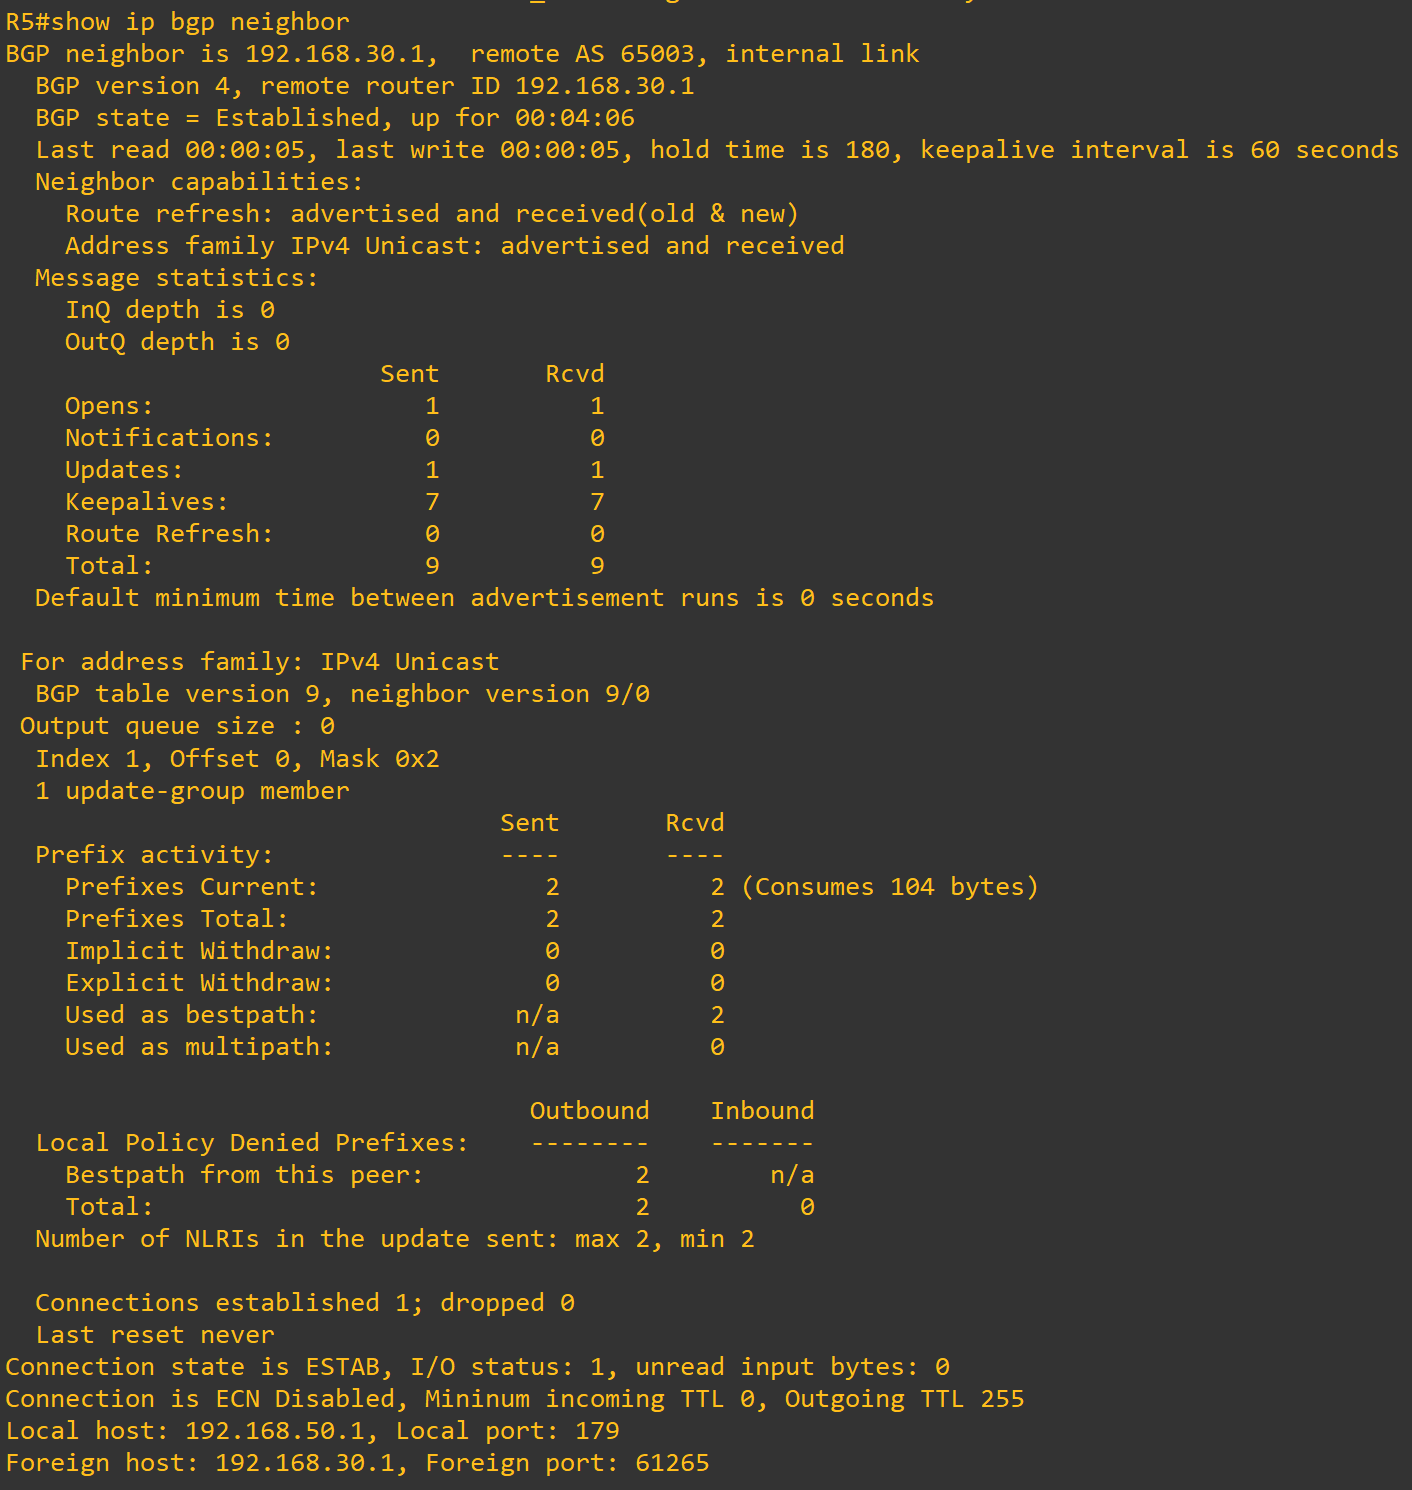 R5#show ip bgp neighbor
BGP neighbor is 192.168.30.1,  remote AS 65003, internal link
  BGP version 4, remote router ID 192.168.30.1
  BGP state = Established, up for 00:04:06
  Last read 00:00:05, last write 00:00:05, hold time is 180, keepalive interval is 60 seconds
  Neighbor capabilities:
    Route refresh: advertised and received(old & new)
    Address family IPv4 Unicast: advertised and received
  Message statistics:
    InQ depth is 0
    OutQ depth is 0
                         Sent       Rcvd
    Opens:                  1          1
    Notifications:          0          0
    Updates:                1          1
    Keepalives:             7          7
    Route Refresh:          0          0
    Total:                  9          9
  Default minimum time between advertisement runs is 0 seconds

 For address family: IPv4 Unicast
  BGP table version 9, neighbor version 9/0
 Output queue size : 0
  Index 1, Offset 0, Mask 0x2
  1 update-group member
                                 Sent       Rcvd
  Prefix activity:               ----       ----
    Prefixes Current:               2          2 (Consumes 104 bytes)
    Prefixes Total:                 2          2
    Implicit Withdraw:              0          0
    Explicit Withdraw:              0          0
    Used as bestpath:             n/a          2
    Used as multipath:            n/a          0

                                   Outbound    Inbound
  Local Policy Denied Prefixes:    --------    -------
    Bestpath from this peer:              2        n/a
    Total:                                2          0
  Number of NLRIs in the update sent: max 2, min 2

  Connections established 1; dropped 0
  Last reset never
Connection state is ESTAB, I/O status: 1, unread input bytes: 0
Connection is ECN Disabled, Mininum incoming TTL 0, Outgoing TTL 255
Local host: 192.168.50.1, Local port: 179
Foreign host: 192.168.30.1, Foreign port: 61265